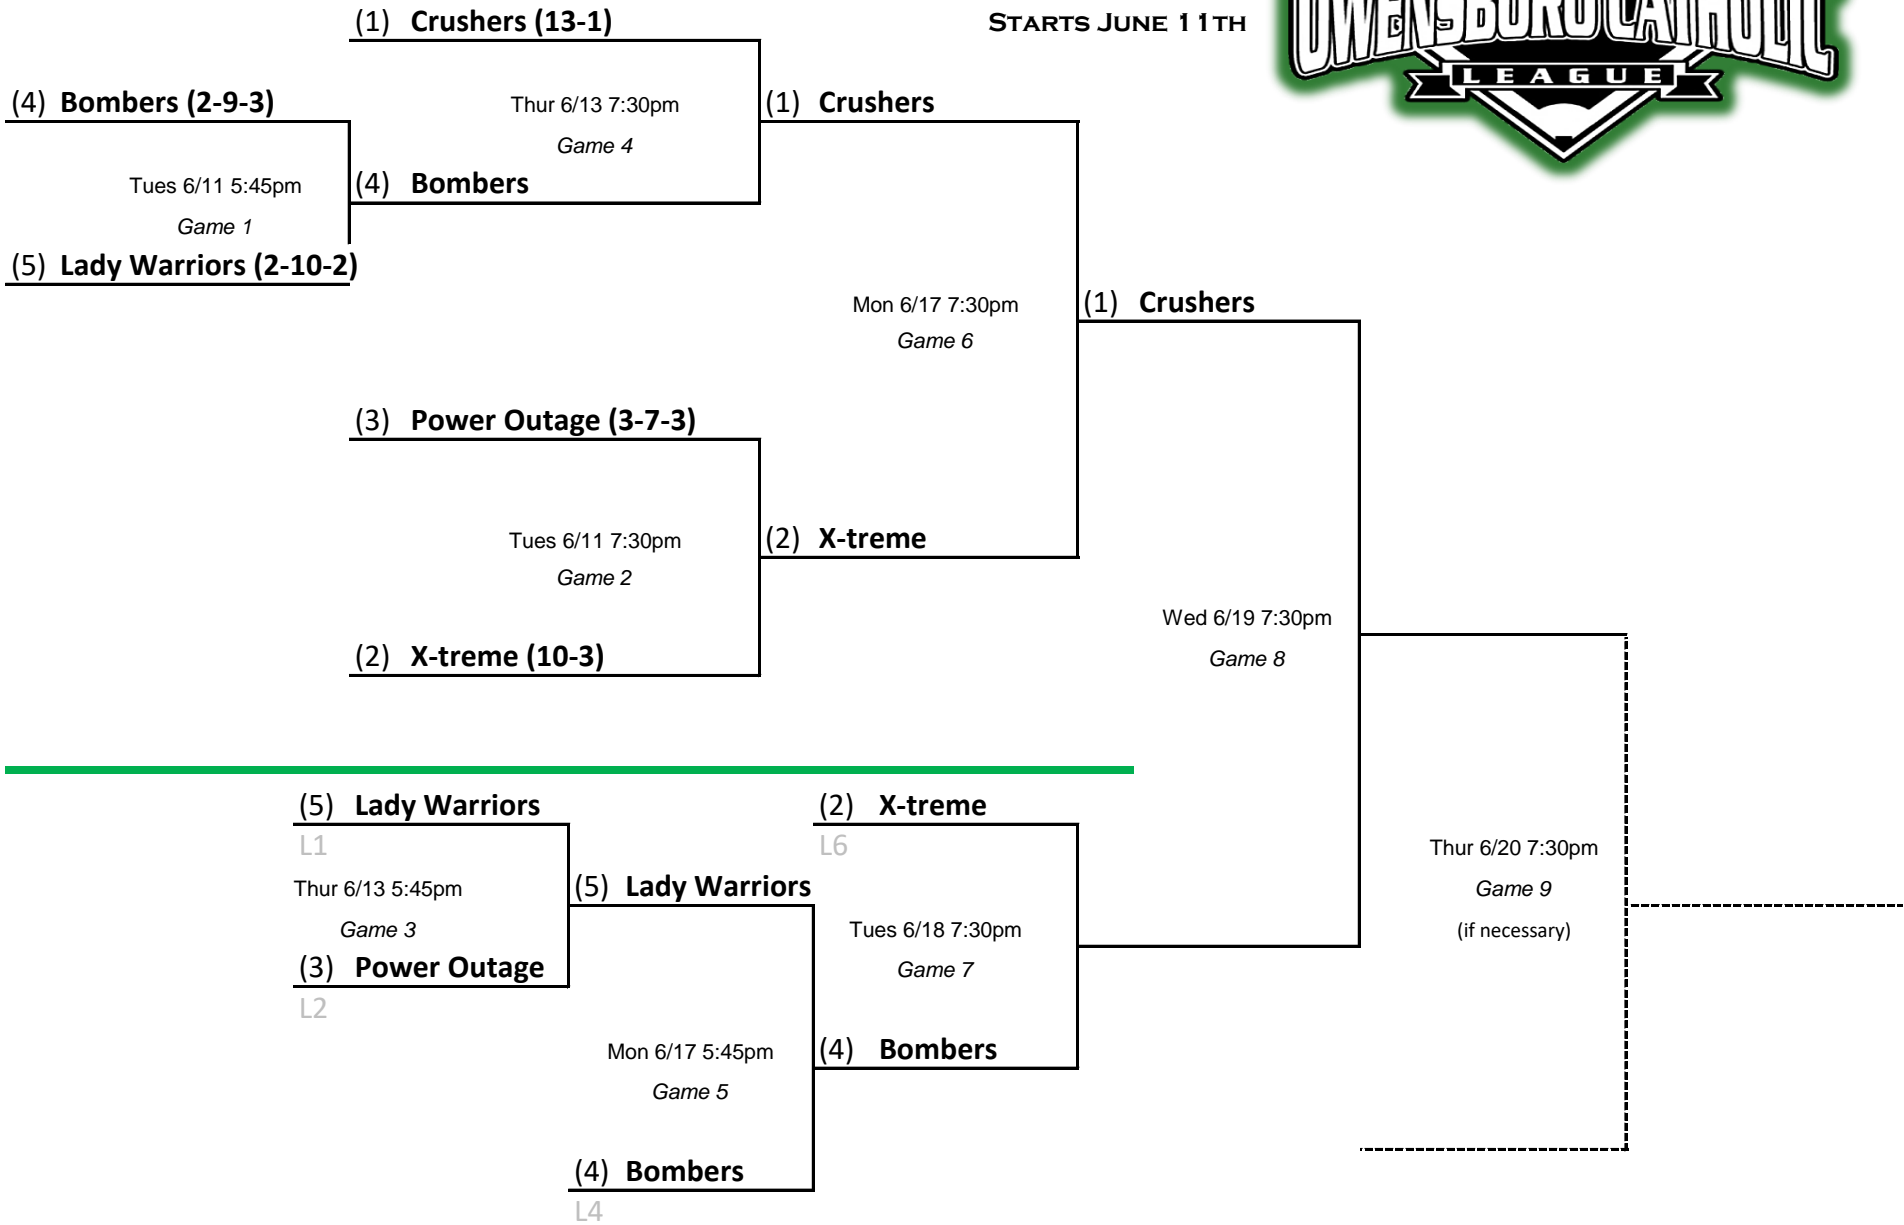 (1) Crushers (13-1)
STARTS JUNE 11TH
OWENSBORO CATHOLIC
LEAGUE
(4) Bombers (2-9-3)
Thur 6/13 7:30pm
(1) Crushers
Game 4
Tues 6/11 5:45pm
(4) Bombers
Game 1
(5) Lady Warriors (2-10-2)
Mon 6/17 7:30pm
(1) Crushers
Game 6
(3) Power Outage (3-7-3)
Tues 6/11 7:30pm
(2) X-treme
Game 2
Wed 6/19 7:30pm
(2) X-treme (10-3)
Game 8
(5) Lady Warriors
(2) X-treme
L1
L6
Thur 6/20 7:30pm
Thur 6/13 5:45pm
(5) Lady Warriors
Game 9
Game 3
Tues 6/18 7:30pm
(if necessary)
(3) Power Outage
Game 7
L2
Mon 6/17 5:45pm
(4) Bombers
Game 5
(4) Bombers
L4